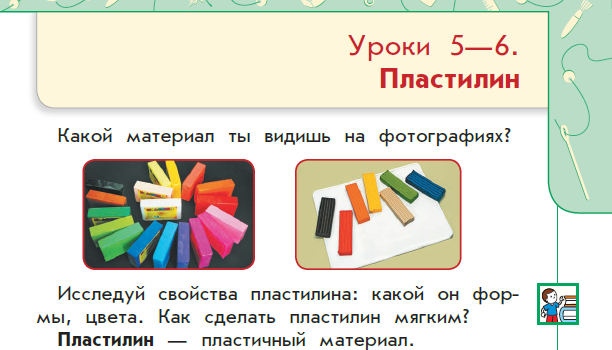 Уроки 5—6.
Пластилин
Какой материал ты видишь на фотографиях?
Исследуй свойства пластилина: какой он фор-
мы, цвета. Как сделать пластилин мягким?
Пластилин — пластичный материал.